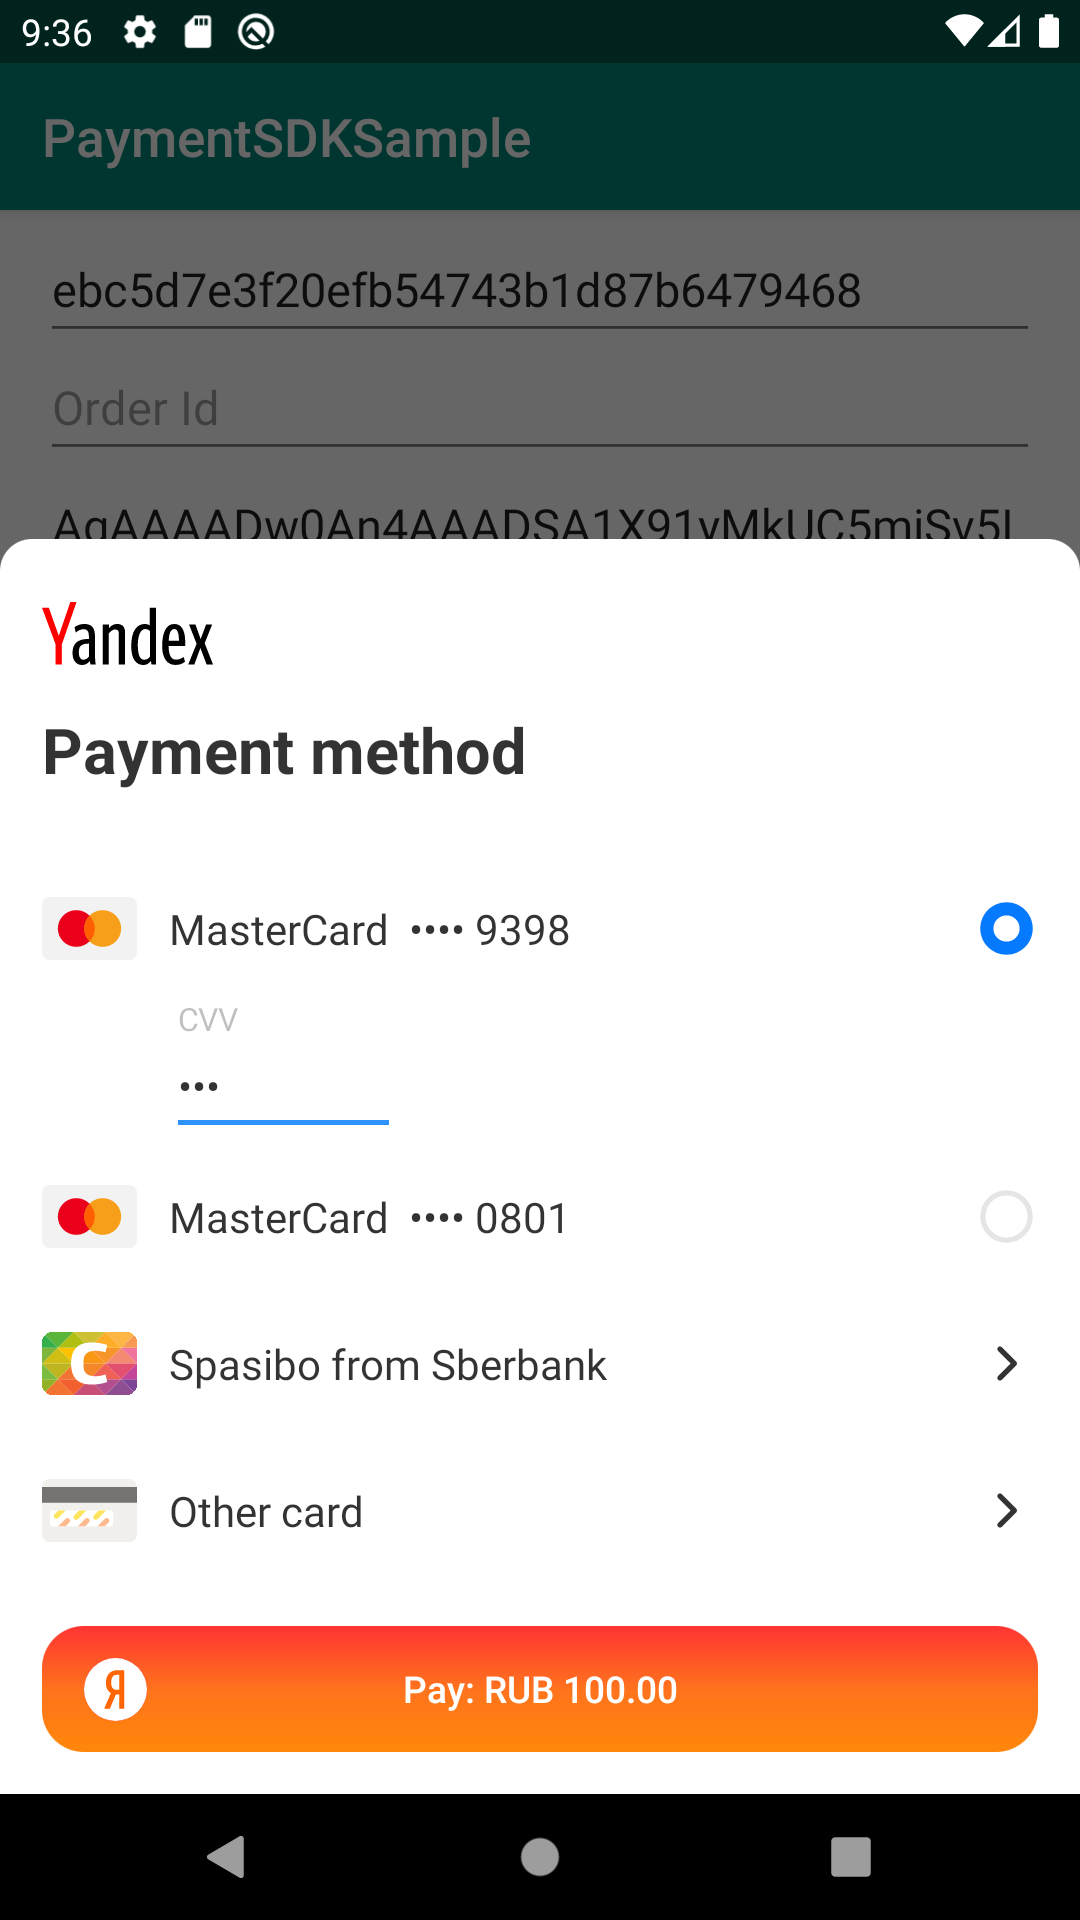 9:36
PaymentSDKSample
ebc5d7e3f20efb54743b1d87b6479468
Order Id
AgAAAADw0An4AAADSA1X91vMkUC5miSv5I
Yandex
Payment method
MasterCard •••• 9398
CVV
•••
MasterCard •••• 0801
C Spasibo from Sberbank
Other card
Я Pay: RUB 100.00